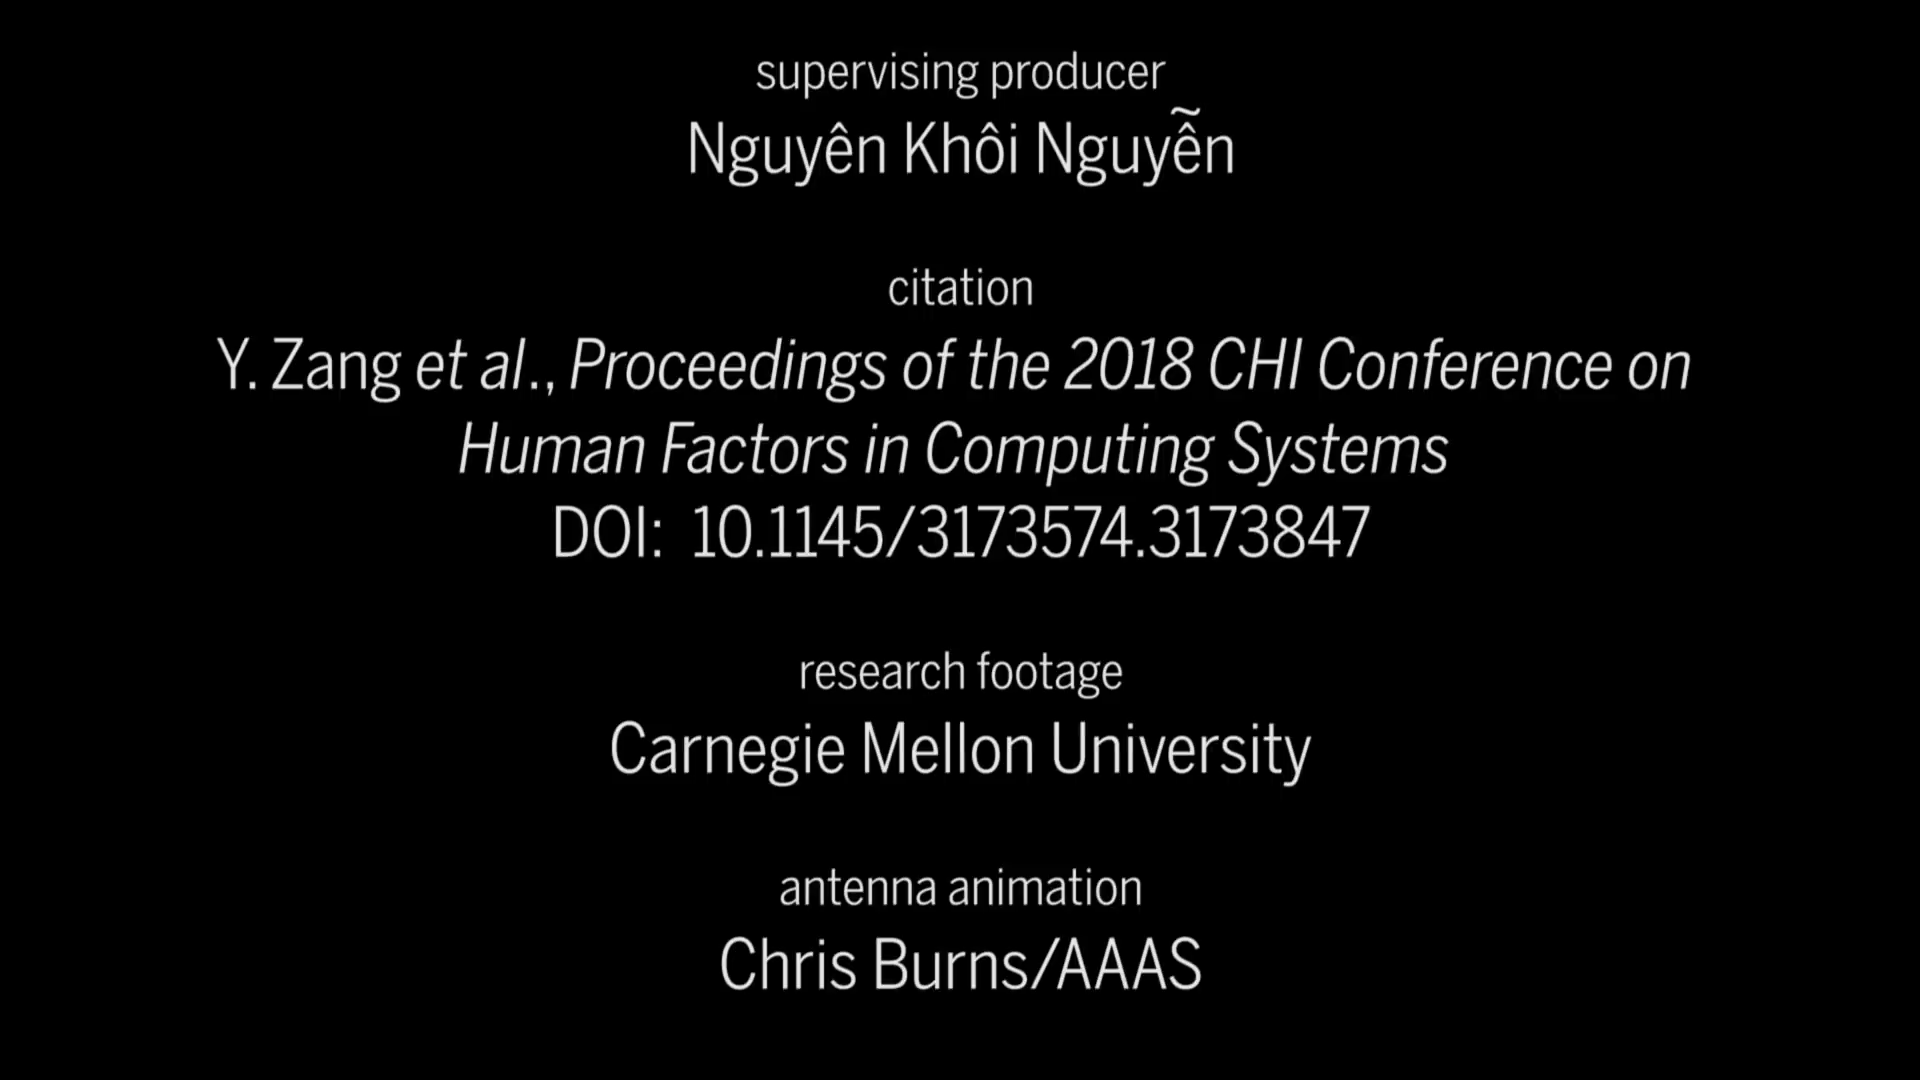 supervising producer
Nguyên Khôi Nguyễn
citation
Y. Zang et al., Proceedings of the 2018 CHI Conference on
Human Factors in Computing Systems
DOI: 10.1145/3173574.3173847
research footage
Carnegie Mellon University
antenna animation
Chris Burns/AAAS